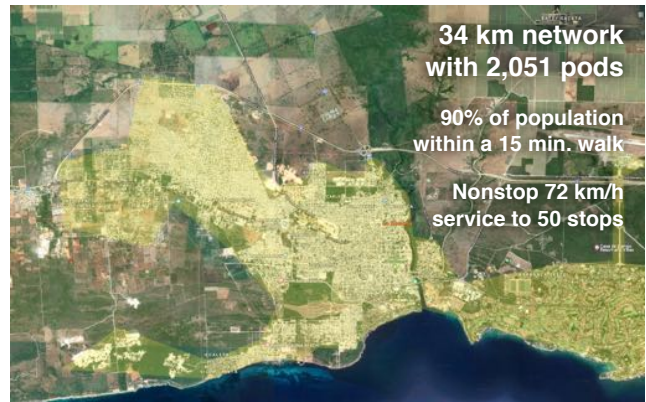 34 km network
with 2,051 pods
90% of population
within a 15 min. walk
Nonstop 72 km/h
service to 50 stops